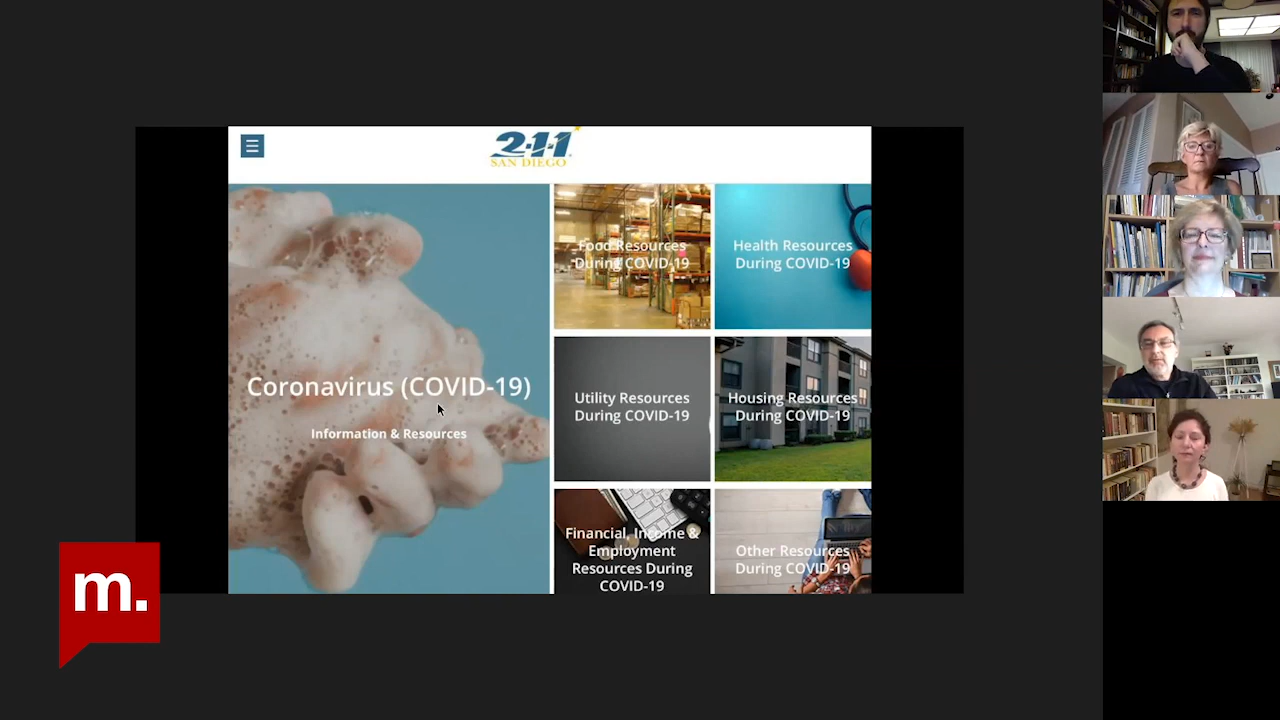 2-1-1
SAN DIEGO
Coronavirus (COVID-19)
Information & Resources
Food Resources
During COVID-19
Health Resources
During COVID-19
Utility Resources
During COVID-19
Housing Resources
During COVID-19
Financial, Income &
Employment
Resources During
COVID-19
Other Resources
During COVID-19
m.